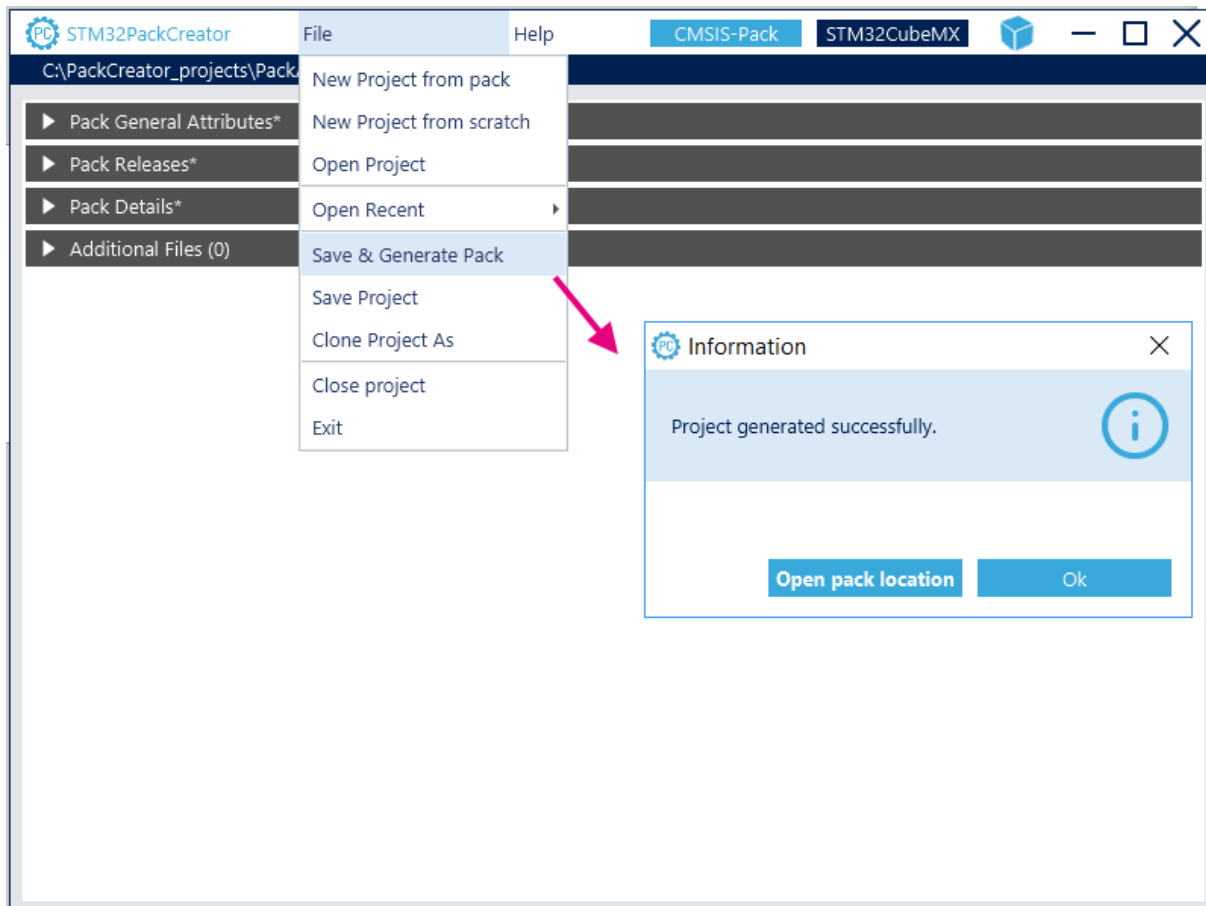 PC STM32PackCreator File Help CMSIS-Pack STM32CubeMX
C:\PackCreator_projects\Pack
Pack General Attributes*
Pack Releases*
Pack Details*
Additional Files (0)
New Project from pack
New Project from scratch
Open Project
Open Recent
Save & Generate Pack
Save Project
Clone Project As
Close project
Exit
PC Information
Project generated successfully.
Open pack location Ok